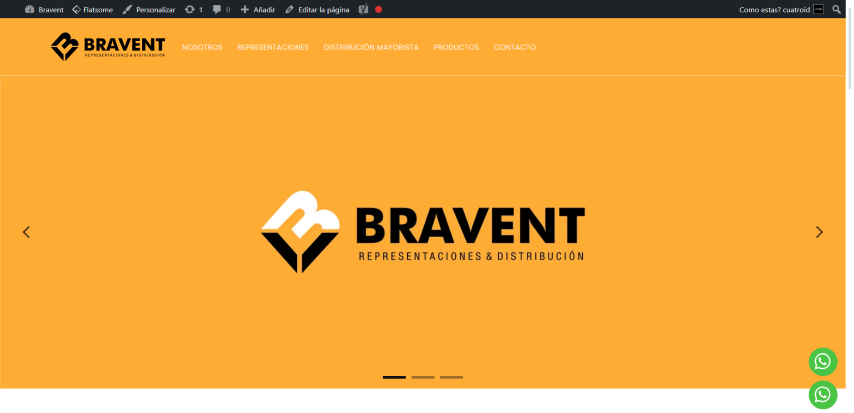 Bravent Flatsome Personalizar 1 0 Añadir Editar la página Como estas? cuatroid
BRAVENT
REPRESENTACIONES & DISTRIBUCIÓN
NOSOTROS REPRESENTACIONES DISTRIBUCIÓN MAYORISTA PRODUCTOS CONTACTO
BRAVENT
REPRESENTACIONES & DISTRIBUCIÓN